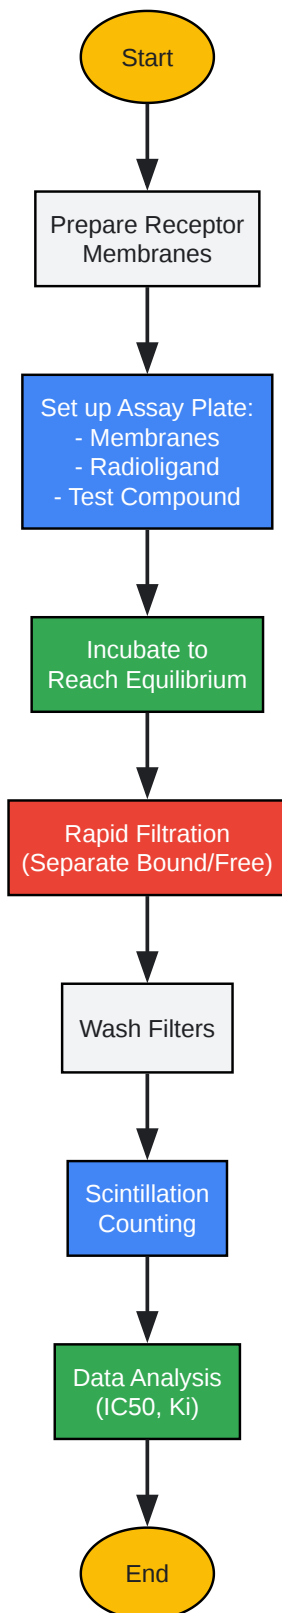 Start
Prepare Receptor
Membranes
Set up Assay Plate:
- Membranes
- Radioligand
- Test Compound
Incubate to
Reach Equilibrium
Rapid Filtration
(Separate Bound/Free)
Wash Filters
Scintillation
Counting
Data Analysis
(IC50, Ki)
End